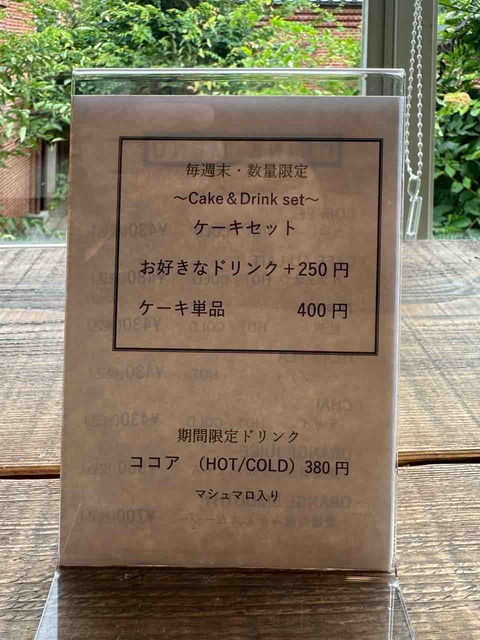 毎週末・数量限定
～Cake＆Drink set～
ケーキセット
お好きなドリンク＋250円
ケーキ単品 400円
期間限定ドリンク
ココア （HOT/COLD）380円
マシュマロ入り